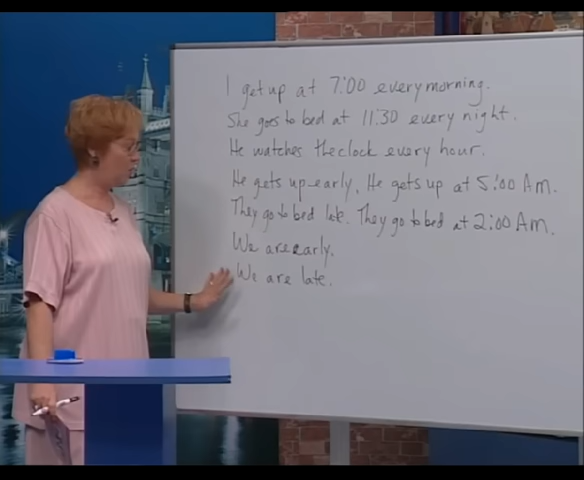 I get up at 7:00 every morning.
She goes to bed at 11:30 every night.
He watches the clock every hour.
He gets up early. He gets up at 5:00 Am.
They go to bed late. They go to bed at 2:00 Am.
We are early.
We are late.